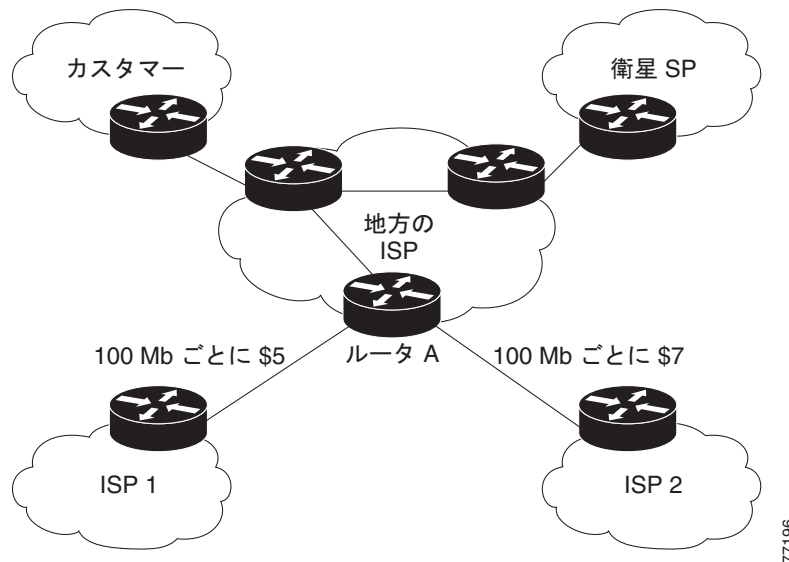 カスタマー
衛星 SP
地方の
ISP
100 Mb ごとに $5
ルータ A
100 Mb ごとに $7
ISP 1
ISP 2
77196